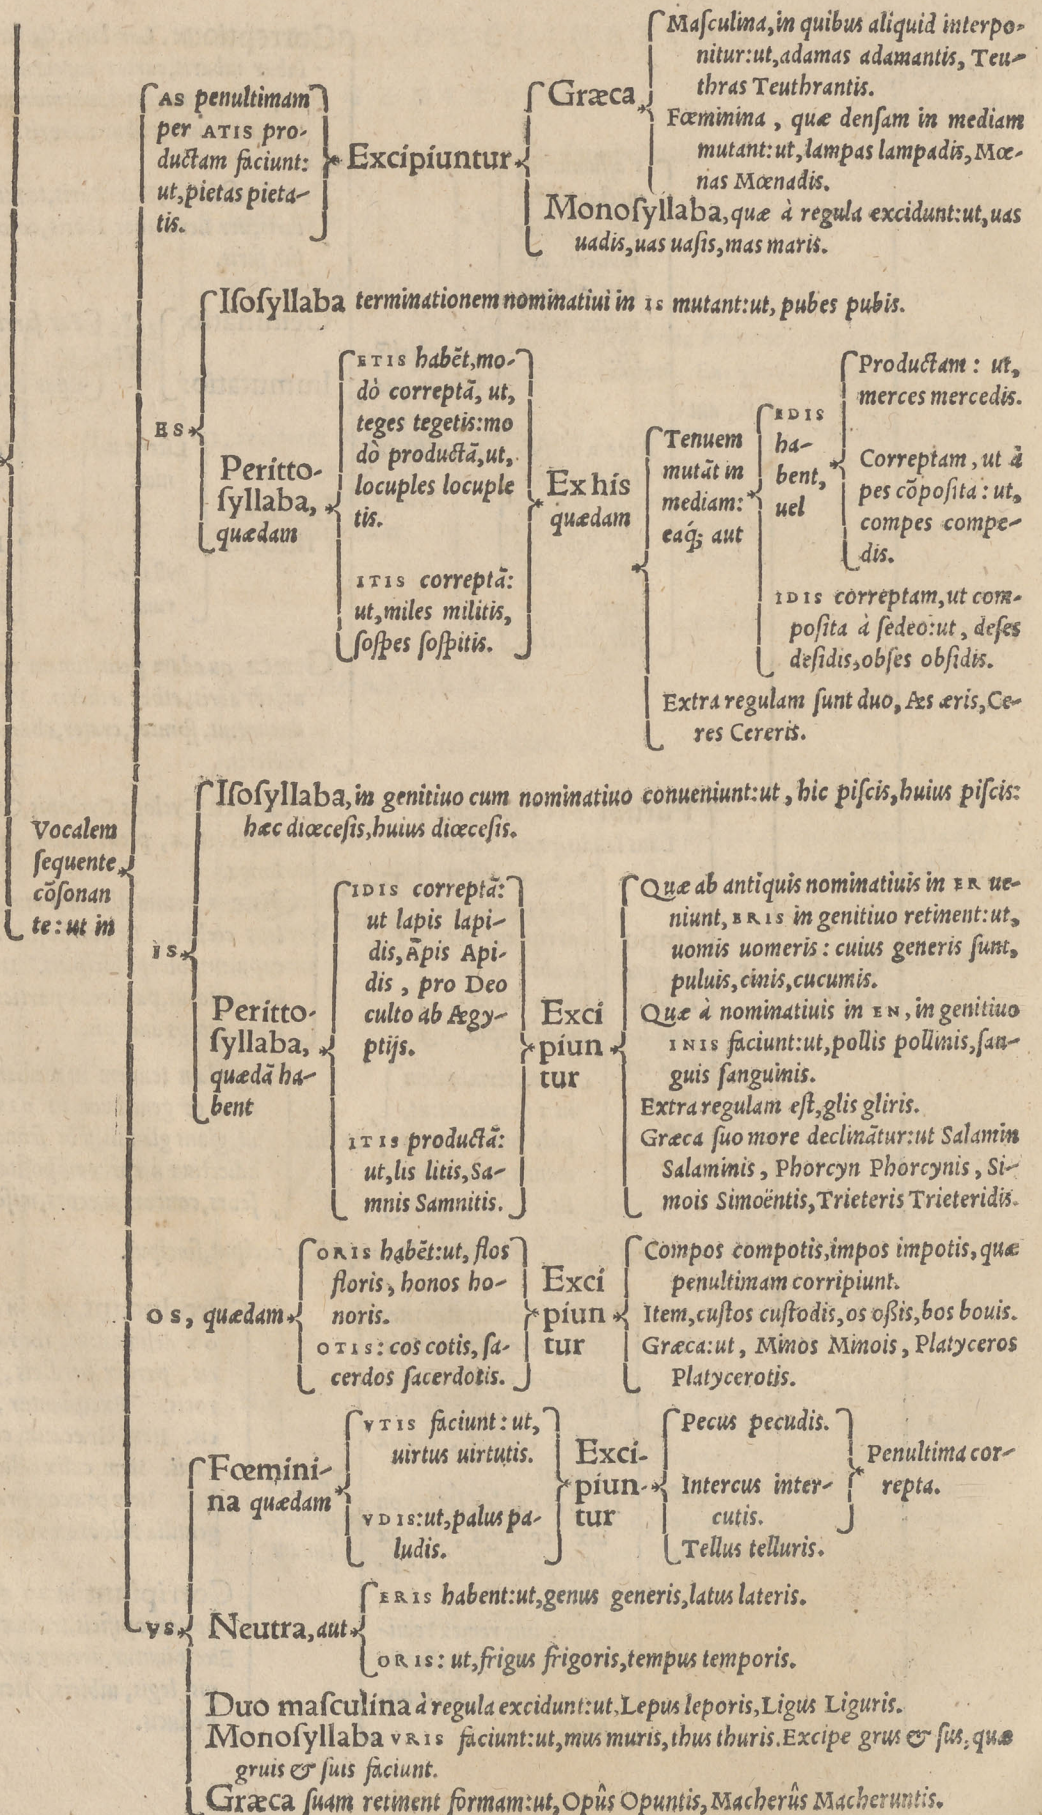 Vocalem
ſequente
cõſonan
te: ut in
AS penultimam
per ATIS pro-
ductam faciunt:
ut, pietas pieta-
tis.
Excipiuntur
Græca
Maſculina, in quibus aliquid interpo-
nitur: ut, adamas adamantis, Teu-
thras Teuthrantis.
Fœminina, quæ denſam in mediam
mutant: ut, lampas lampadis, Mœ-
nas Mœnadis.
Monoſyllaba, quæ à regula excidunt: ut, uas
uadis, uas uaſis, mas maris.
ES
Iſoſyllaba terminationem nominatiui in IS mutant: ut, pubes pubis.
Peritto-
ſyllaba,
quædam
ETIS habẽt, mo-
dò correptã, ut,
teges tegetis: mo
dò productã, ut,
locuples locuple
tis.
ITIS correptã:
ut, miles militis,
ſoſpes ſoſpitis.
Ex his
quædam
Tenuem
mutãt in
mediam:
eáq; aut
EDIS
ha-
bent,
uel
Productam: ut,
merces mercedis.
Correptam, ut à
pes cõpoſita: ut,
compes compe-
dis.
IDIS correptam, ut com-
poſita à ſedeo: ut, deſes
deſidis, obſes obſidis.
Extra regulam ſunt duo, Æs æris, Ce-
res Cereris.
IS
Iſoſyllaba, in genitiuo cum nominatiuo conueniunt: ut, hic piſcis, huius piſcis:
hæc diœceſis, huius diœceſis.
Peritto-
ſyllaba,
quædã ha-
bent
IDIS correptã:
ut lapis lapi-
dis, Āpis Api-
dis, pro Deo
culto ab Ægy-
ptijs.
ITIS productã:
ut, lis litis, Sa-
mnis Samnitis.
Exci
piun
tur
Quæ ab antiquis nominatiuis in ER ue-
niunt, ERIS in genitiuo retinent: ut,
uomis uomeris: cuius generis ſunt,
puluis, cinis, cucumis.
Quæ à nominatiuis in EN, in genitiuo
INIS faciunt: ut, pollis pollinis, ſan-
guis ſanguinis.
Extra regulam eſt, glis gliris.
Græca ſuo more declinãtur: ut Salamin
Salaminis, Phorcyn Phorcynis, Si-
mois Simoëntis, Trieteris Trieteridis.
OS, quædam
ORIS habẽt: ut, flos
floris, honos ho-
noris.
OTIS: cos cotis, ſa-
cerdos ſacerdotis.
Exci
piun
tur
Compos compotis, impos impotis, quæ
penultimam corripiunt.
Item, cuſtos cuſtodis, os oßis, bos bouis.
Græca: ut, Minos Minois, Platyceros
Platycerotis.
VS
Fœmini-
na quædam
VTIS faciunt: ut,
uirtus uirtutis.
VDIS: ut, palus pa-
ludis.
Exci-
piun-
tur
Pecus pecudis.
Intercus inter-
cutis.
Tellus telluris.
Penultima cor-
repta.
Neutra, aut
ERIS habent: ut, genus generis, latus lateris.
ORIS: ut, frigus frigoris, tempus temporis.
Duo maſculina à regula excidunt: ut, Lepus leporis, Ligus Liguris.
Monoſyllaba VRIS faciunt: ut, mus muris, thus thuris. Excipe grus & ſus, quæ
gruis & ſuis faciunt.
Græca ſuam retinent formam: ut, Opûs Opuntis, Macherûs Macheruntis.